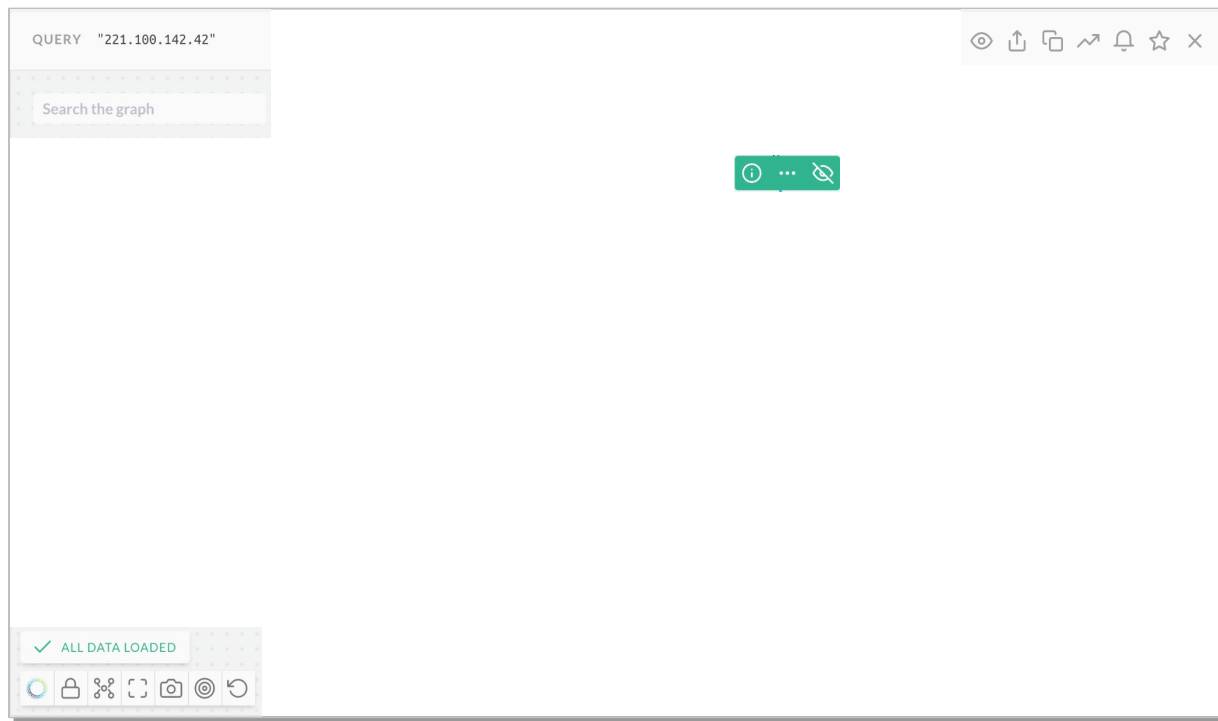 QUERY "221.100.142.42"
Search the graph
ALL DATA LOADED